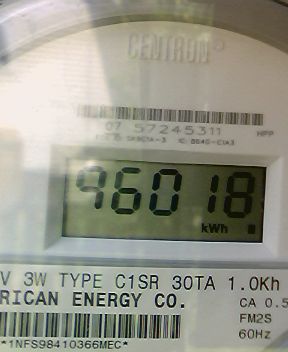 CENTRON®
07 57245311
HPP
96018
kWh
V 3W TYPE C1SR 30TA 1.0Kh
RICAN ENERGY CO.
CA 0.5
FM2S
60Hz
*1NFS98410366MEC*